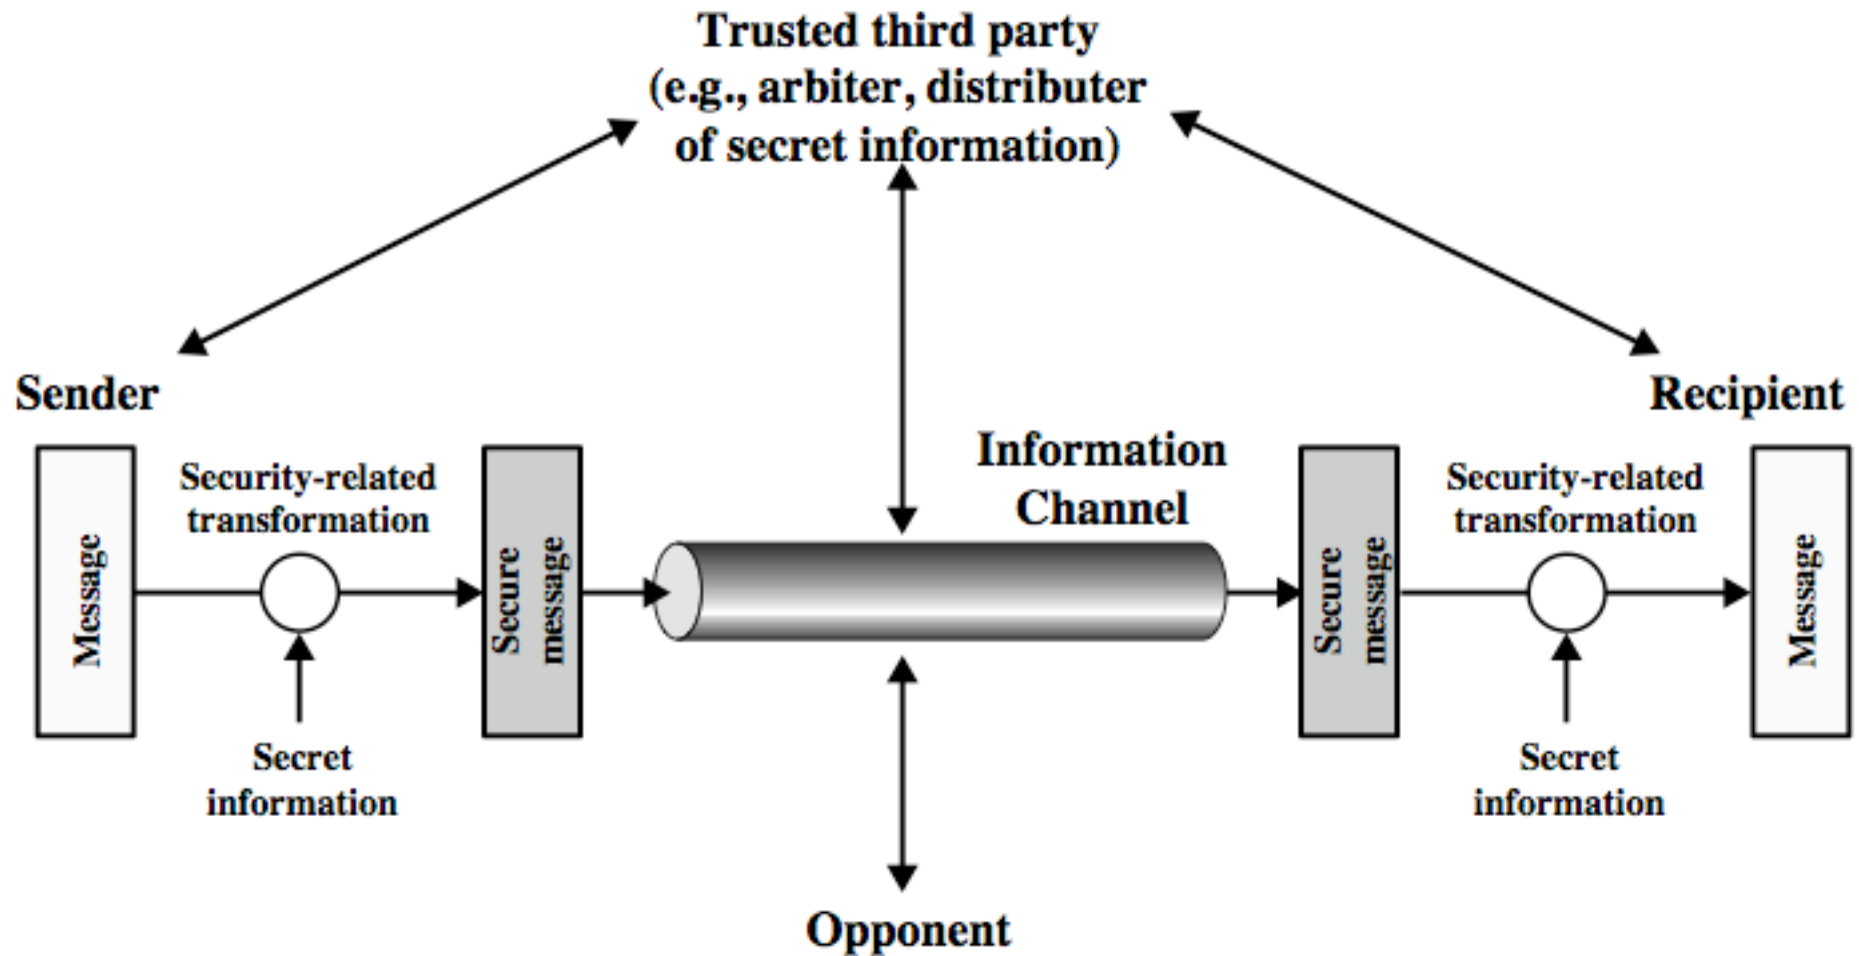 Trusted third party
(e.g., arbiter, distributer
of secret information)
Sender
Recipient
Information
Channel
Security-related
transformation
Security-related
transformation
Message
Secure
message
Secure
message
Message
Secret
information
Secret
information
Opponent